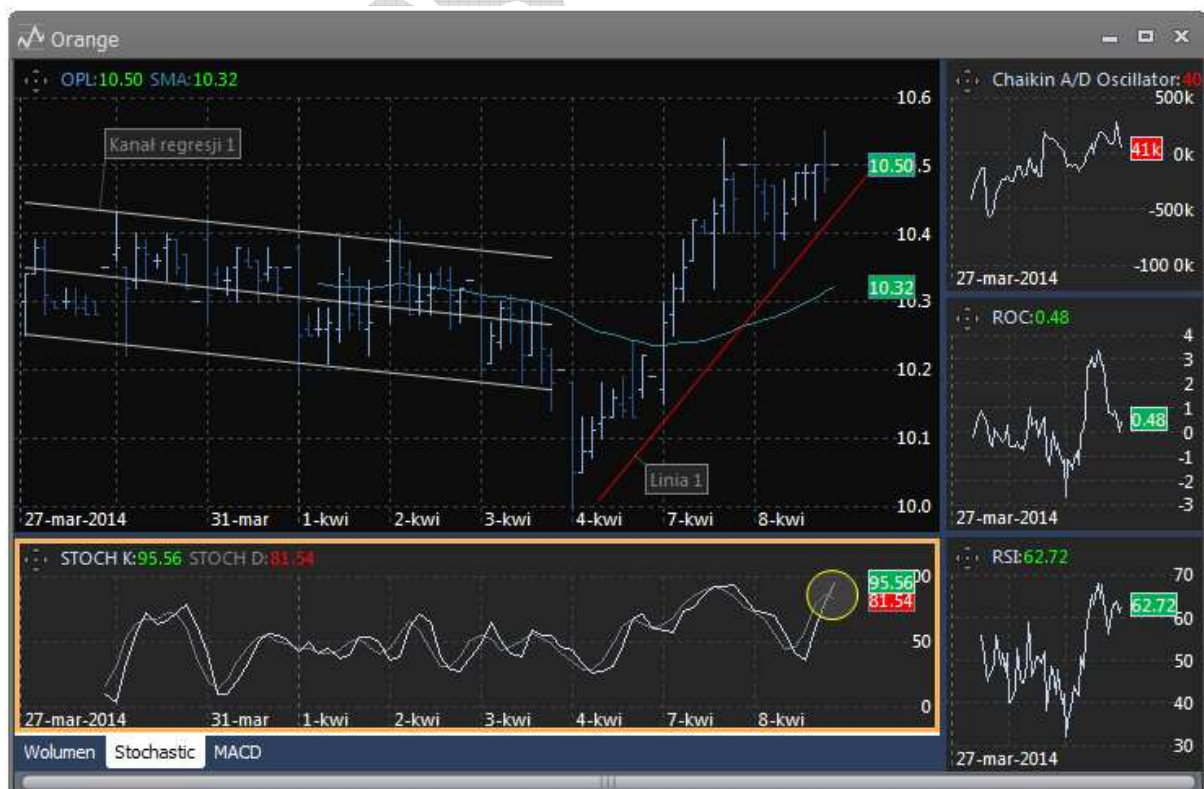 Orange
OPL:10.50 SMA:10.32
Kanał regresji 1
10.6
10.50 .5
10.4
10.32
10.3
10.2
10.1
10.0
Linia 1
27-mar-2014 31-mar 1-kwi 2-kwi 3-kwi 4-kwi 7-kwi 8-kwi
STOCH K:95.56 STOCH D:81.54
95.56 00
81.54
50
0
27-mar-2014 31-mar 1-kwi 2-kwi 3-kwi 4-kwi 7-kwi 8-kwi
Wolumen Stochastic MACD
Chaikin A/D Oscillator:40
500k
41k 0k
-500k
-100 0k
27-mar-2014
ROC:0.48
4
3
2
1
0.48
0
-1
-2
-3
27-mar-2014
RSI:62.72
70
62.72
60
50
40
30
27-mar-2014